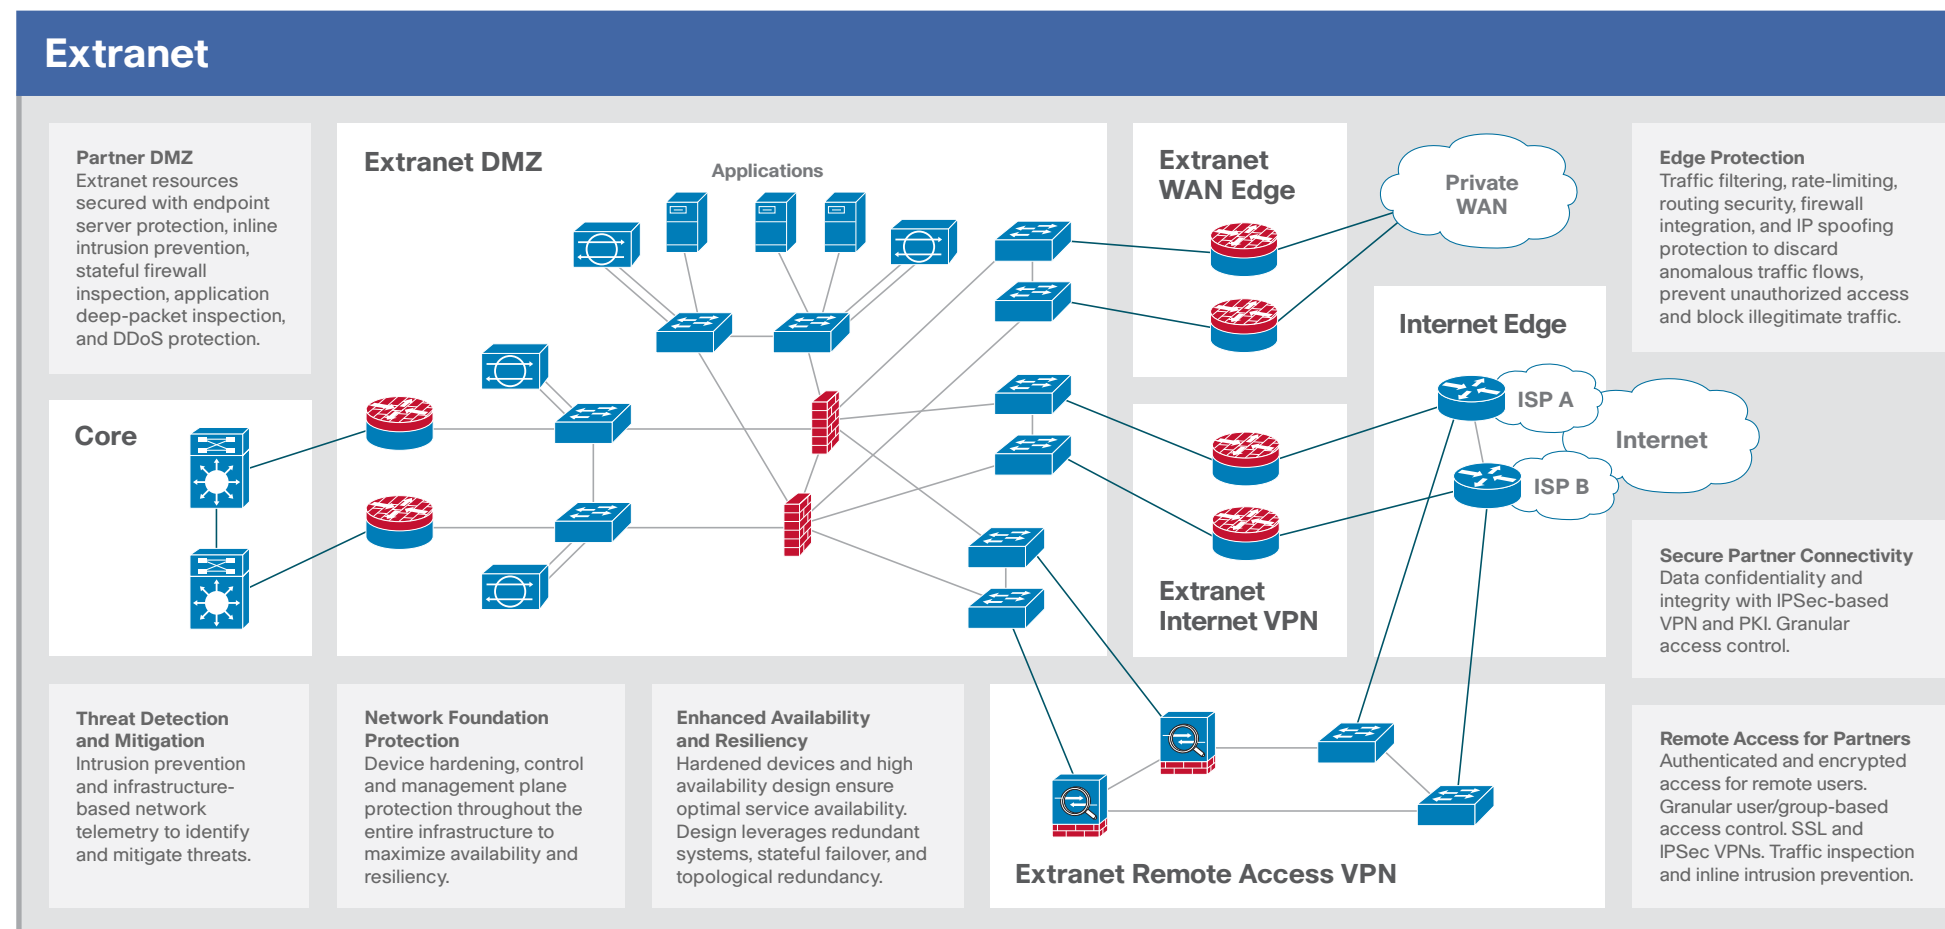 Extranet
Partner DMZ
Extranet resources
secured with endpoint
server protection, inline
intrusion prevention,
stateful firewall
inspection, application
deep-packet inspection,
and DDoS protection.
Extranet DMZ
Applications
Extranet
WAN Edge
Private
WAN
Edge Protection
Traffic filtering, rate-limiting,
routing security, firewall
integration, and IP spoofing
protection to discard
anomalous traffic flows,
prevent unauthorized access
and block illegitimate traffic.
Internet Edge
ISP A
Internet
ISP B
Core
Extranet
Internet VPN
Secure Partner Connectivity
Data confidentiality and
integrity with IPSec-based
VPN and PKI. Granular
access control.
Threat Detection
and Mitigation
Intrusion prevention
and infrastructure-
based network
telemetry to identify
and mitigate threats.
Network Foundation
Protection
Device hardening, control
and management plane
protection throughout the
entire infrastructure to
maximize availability and
resiliency.
Enhanced Availability
and Resiliency
Hardened devices and high
availability design ensure
optimal service availability.
Design leverages redundant
systems, stateful failover, and
topological redundancy.
Extranet Remote Access VPN
Remote Access for Partners
Authenticated and encrypted
access for remote users.
Granular user/group-based
access control. SSL and
IPSec VPNs. Traffic inspection
and inline intrusion prevention.